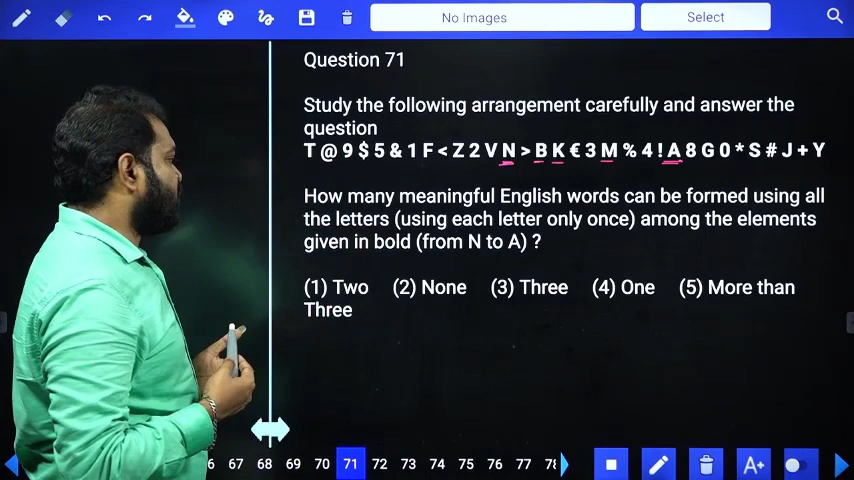 No Images
Select
Question 71
Study the following arrangement carefully and answer the
question
T @ 9 $ 5 & 1 F < Z 2 V N > B K € 3 M % 4 ! A 8 G 0 * S # J + Y
How many meaningful English words can be formed using all
the letters (using each letter only once) among the elements
given in bold (from N to A) ?
(1) Two (2) None (3) Three (4) One (5) More than
Three
6 67 68 69 70 71 72 73 74 75 76 77 78
A+